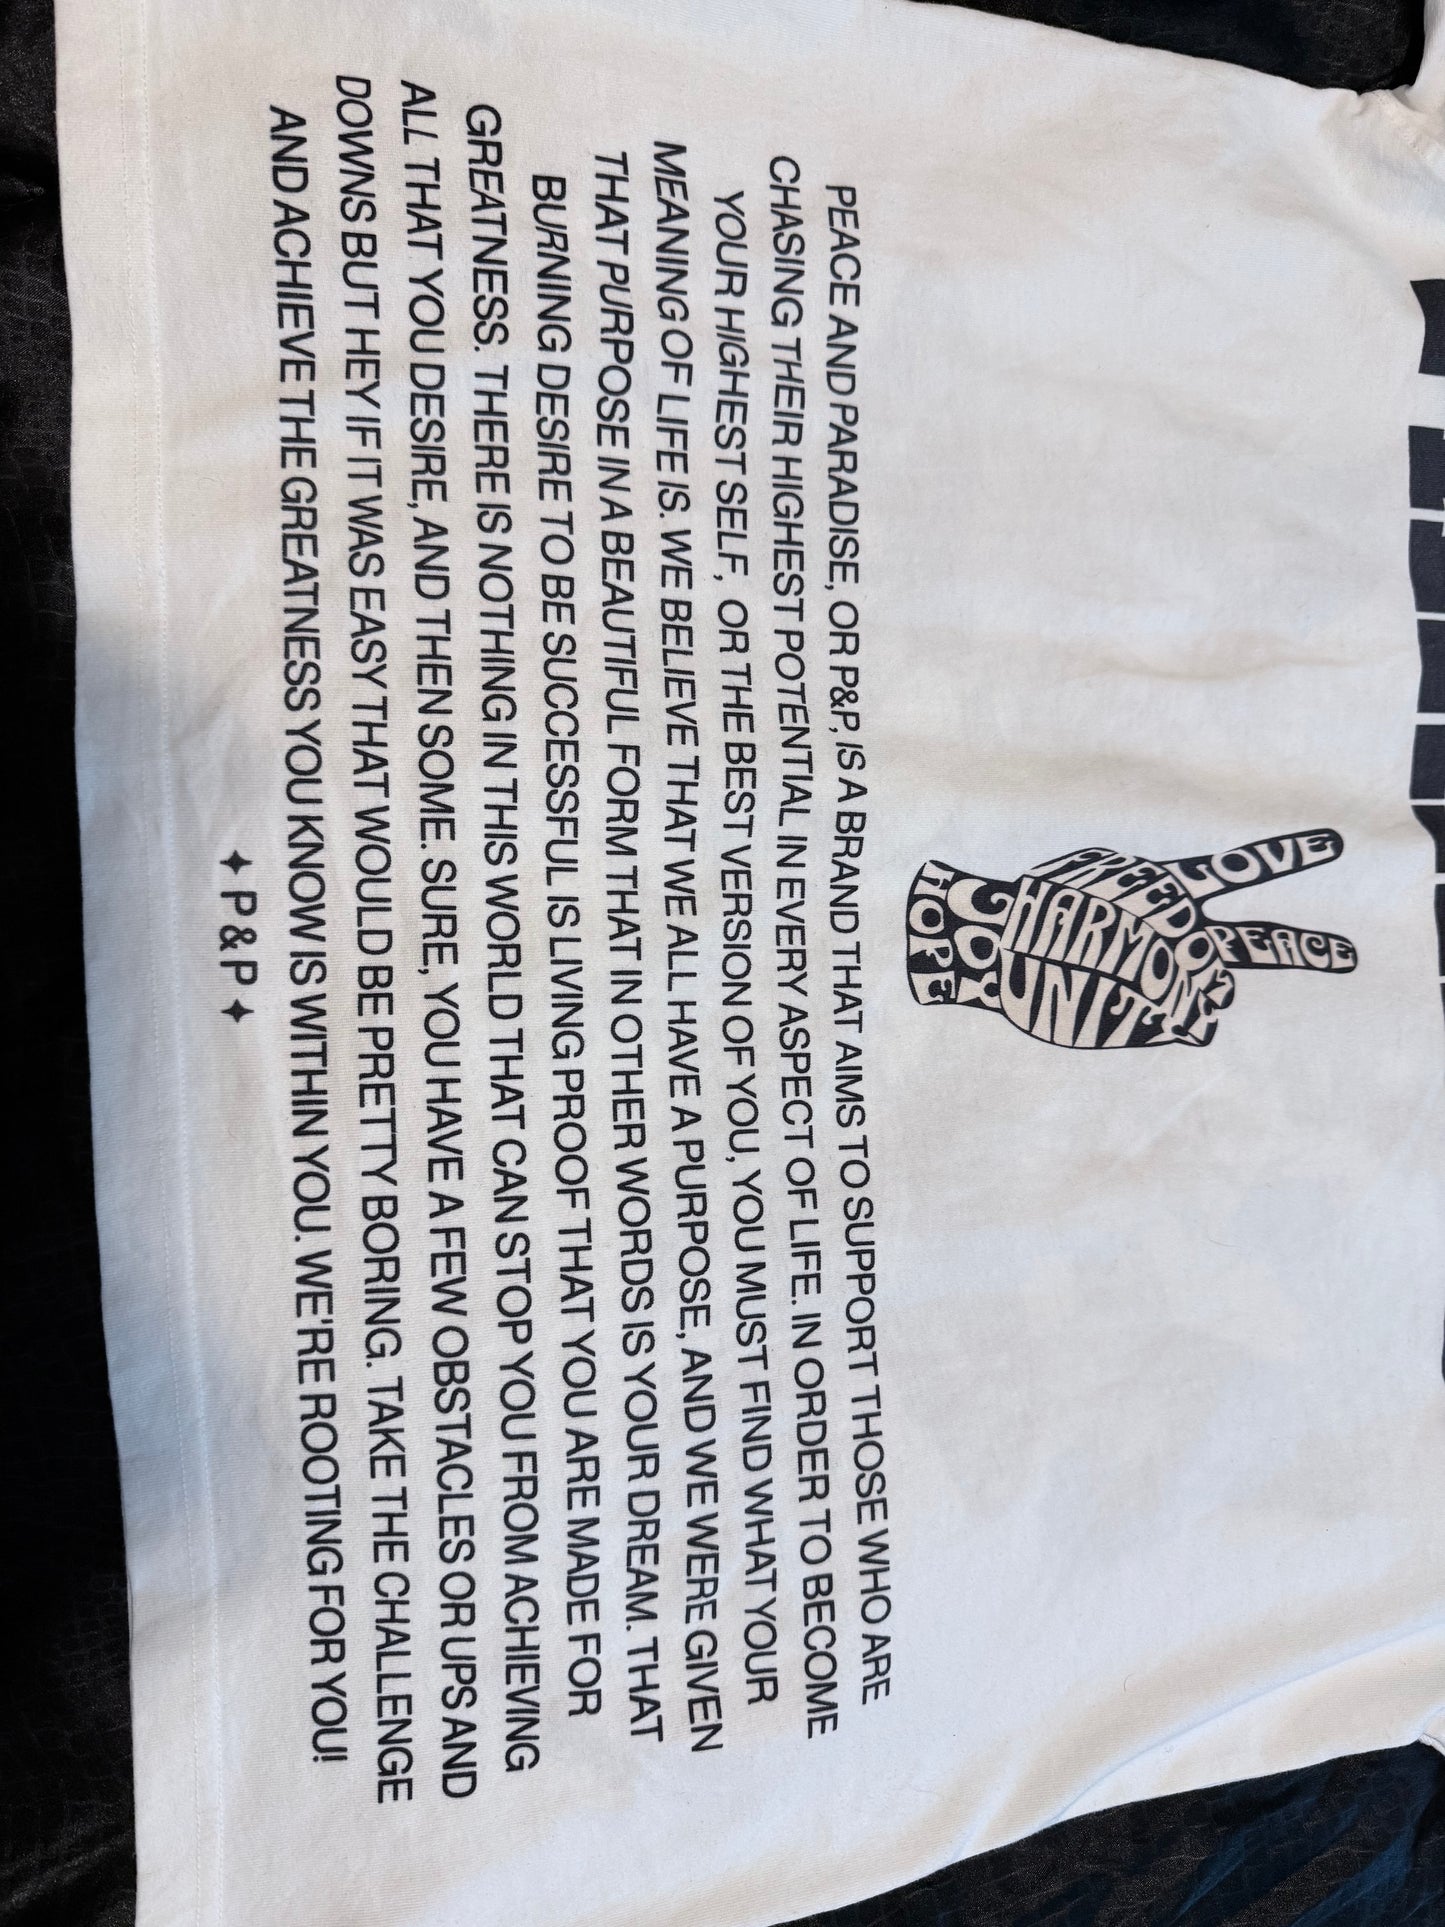 LOVE
PEACE
FREEDOM
HARMONY
UNITY
JOY
HOPE
PEACE AND PARADISE, OR P&P, IS A BRAND THAT AIMS TO SUPPORT THOSE WHO ARE
CHASING THEIR HIGHEST POTENTIAL IN EVERY ASPECT OF LIFE. IN ORDER TO BECOME
YOUR HIGHEST SELF, OR THE BEST VERSION OF YOU, YOU MUST FIND WHAT YOUR
MEANING OF LIFE IS. WE BELIEVE THAT WE ALL HAVE A PURPOSE, AND WE WERE GIVEN
THAT PURPOSE IN A BEAUTIFUL FORM THAT IN OTHER WORDS IS YOUR DREAM. THAT
BURNING DESIRE TO BE SUCCESSFUL IS LIVING PROOF THAT YOU ARE MADE FOR
GREATNESS. THERE IS NOTHING IN THIS WORLD THAT CAN STOP YOU FROM ACHIEVING
ALL THAT YOU DESIRE, AND THEN SOME. SURE, YOU HAVE A FEW OBSTACLES OR UPS AND
DOWNS BUT HEY IF IT WAS EASY THAT WOULD BE PRETTY BORING. TAKE THE CHALLENGE
AND ACHIEVE THE GREATNESS YOU KNOW IS WITHIN YOU. WE'RE ROOTING FOR YOU!
✦ P & P ✦